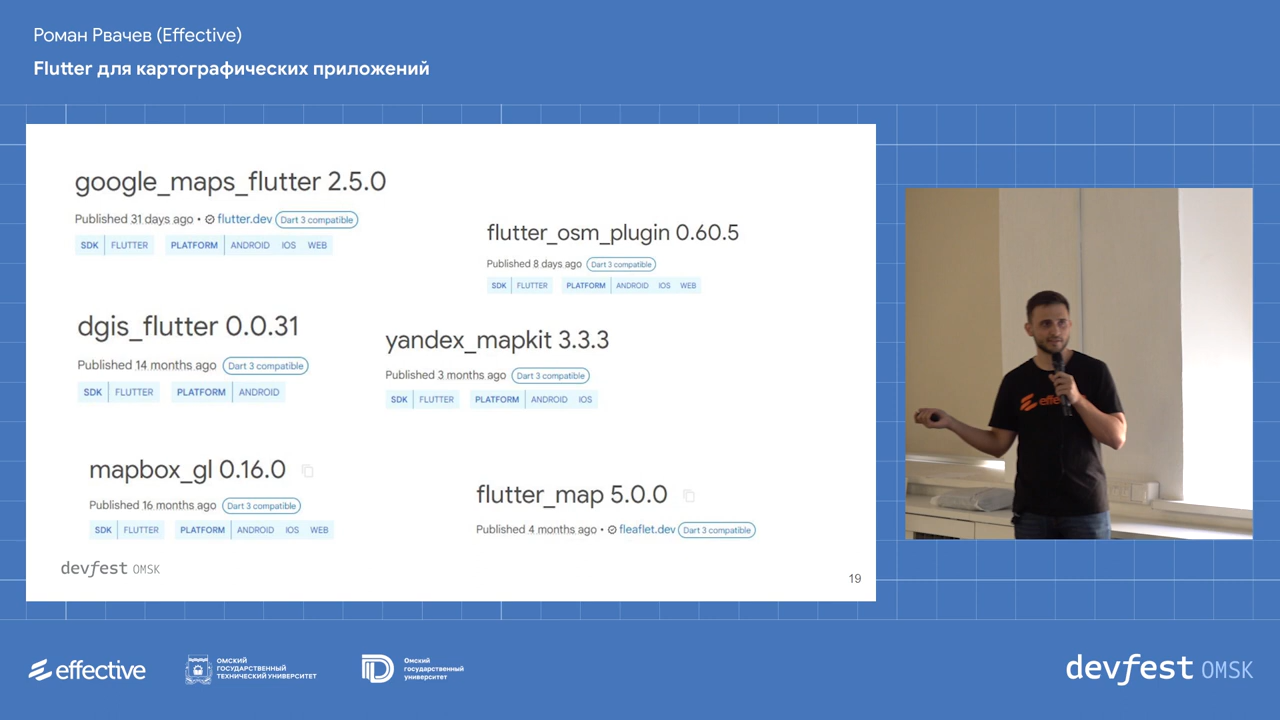 Роман Рвачев (Effective)
Flutter для картографических приложений
google_maps_flutter 2.5.0
Published 31 days ago • flutter.dev Dart 3 compatible
SDK FLUTTER PLATFORM ANDROID IOS WEB
flutter_osm_plugin 0.60.5
Published 8 days ago Dart 3 compatible
SDK FLUTTER PLATFORM ANDROID IOS WEB
dgis_flutter 0.0.31
Published 14 months ago Dart 3 compatible
SDK FLUTTER PLATFORM ANDROID
yandex_mapkit 3.3.3
Published 3 months ago Dart 3 compatible
SDK FLUTTER PLATFORM ANDROID IOS
mapbox_gl 0.16.0
Published 16 months ago Dart 3 compatible
SDK FLUTTER PLATFORM ANDROID IOS WEB
flutter_map 5.0.0
Published 4 months ago • fleaflet.dev Dart 3 compatible
devfest OMSK
19
effective
ОМСКИЙ
ГОСУДАРСТВЕННЫЙ
ТЕХНИЧЕСКИЙ УНИВЕРСИТЕТ
Омский
государственный
университет
devfest OMSK